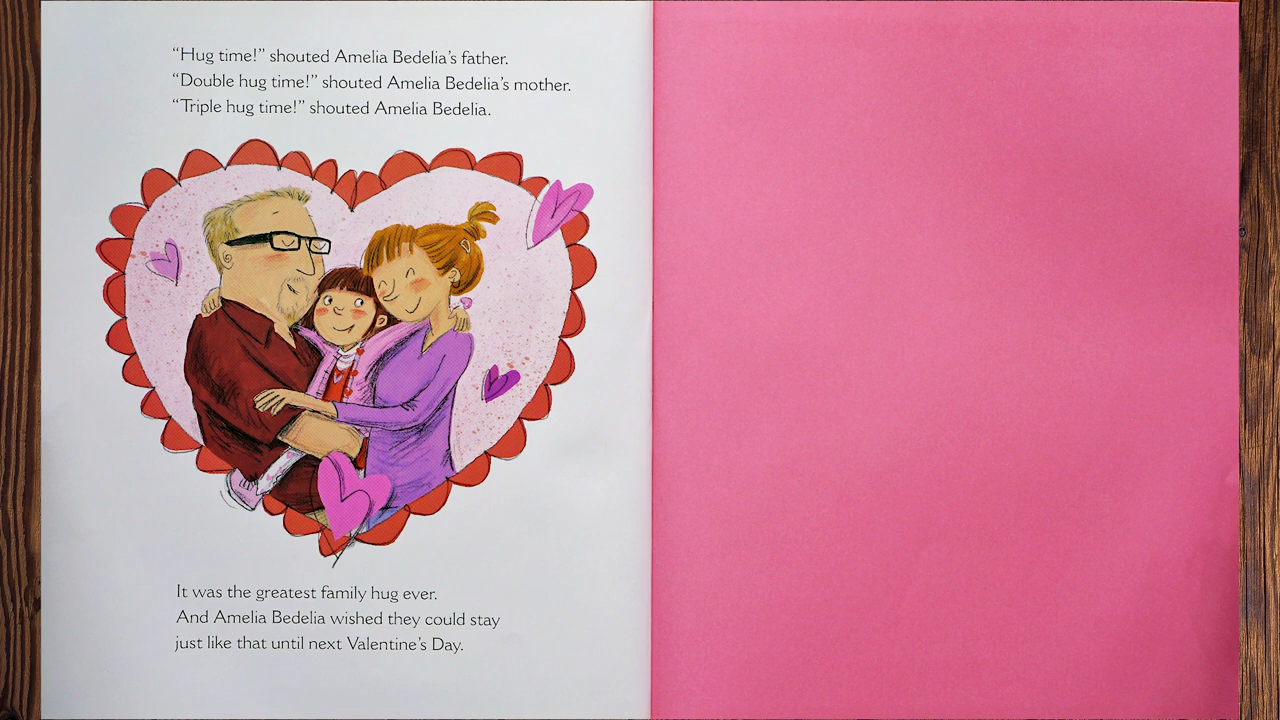 “Hug time!” shouted Amelia Bedelia’s father.
“Double hug time!” shouted Amelia Bedelia’s mother.
“Triple hug time!” shouted Amelia Bedelia.
It was the greatest family hug ever.
And Amelia Bedelia wished they could stay
just like that until next Valentine’s Day.